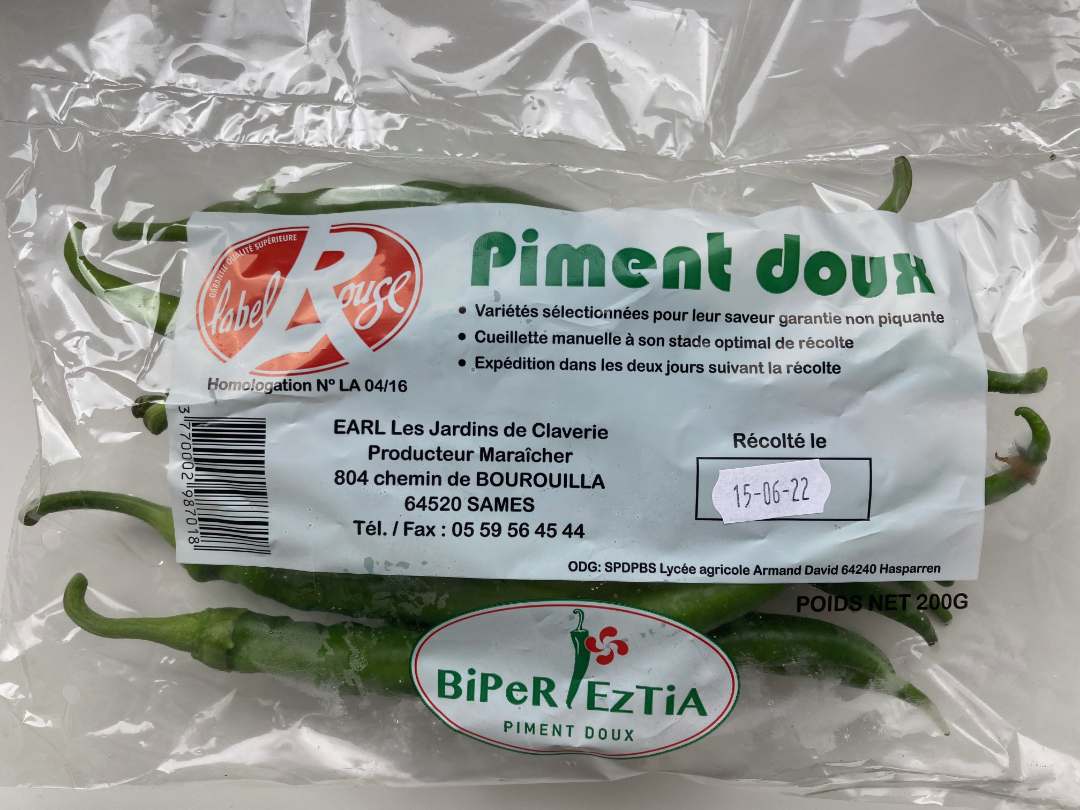 GARANTIE QUALITÉ SUPÉRIEURE
label Rouge
Homologation N° LA 04/16
Piment doux
• Variétés sélectionnées pour leur saveur garantie non piquante
• Cueillette manuelle à son stade optimal de récolte
• Expédition dans les deux jours suivant la récolte
3770002987018
EARL Les Jardins de Claverie
Producteur Maraîcher
804 chemin de BOUROUILLA
64520 SAMES
Tél. / Fax : 05 59 56 45 44
Récolté le
15-06-22
ODG: SPDPBS Lycée agricole Armand David 64240 Hasparren
POIDS NET 200G
BiPeR EzTiA
PIMENT DOUX